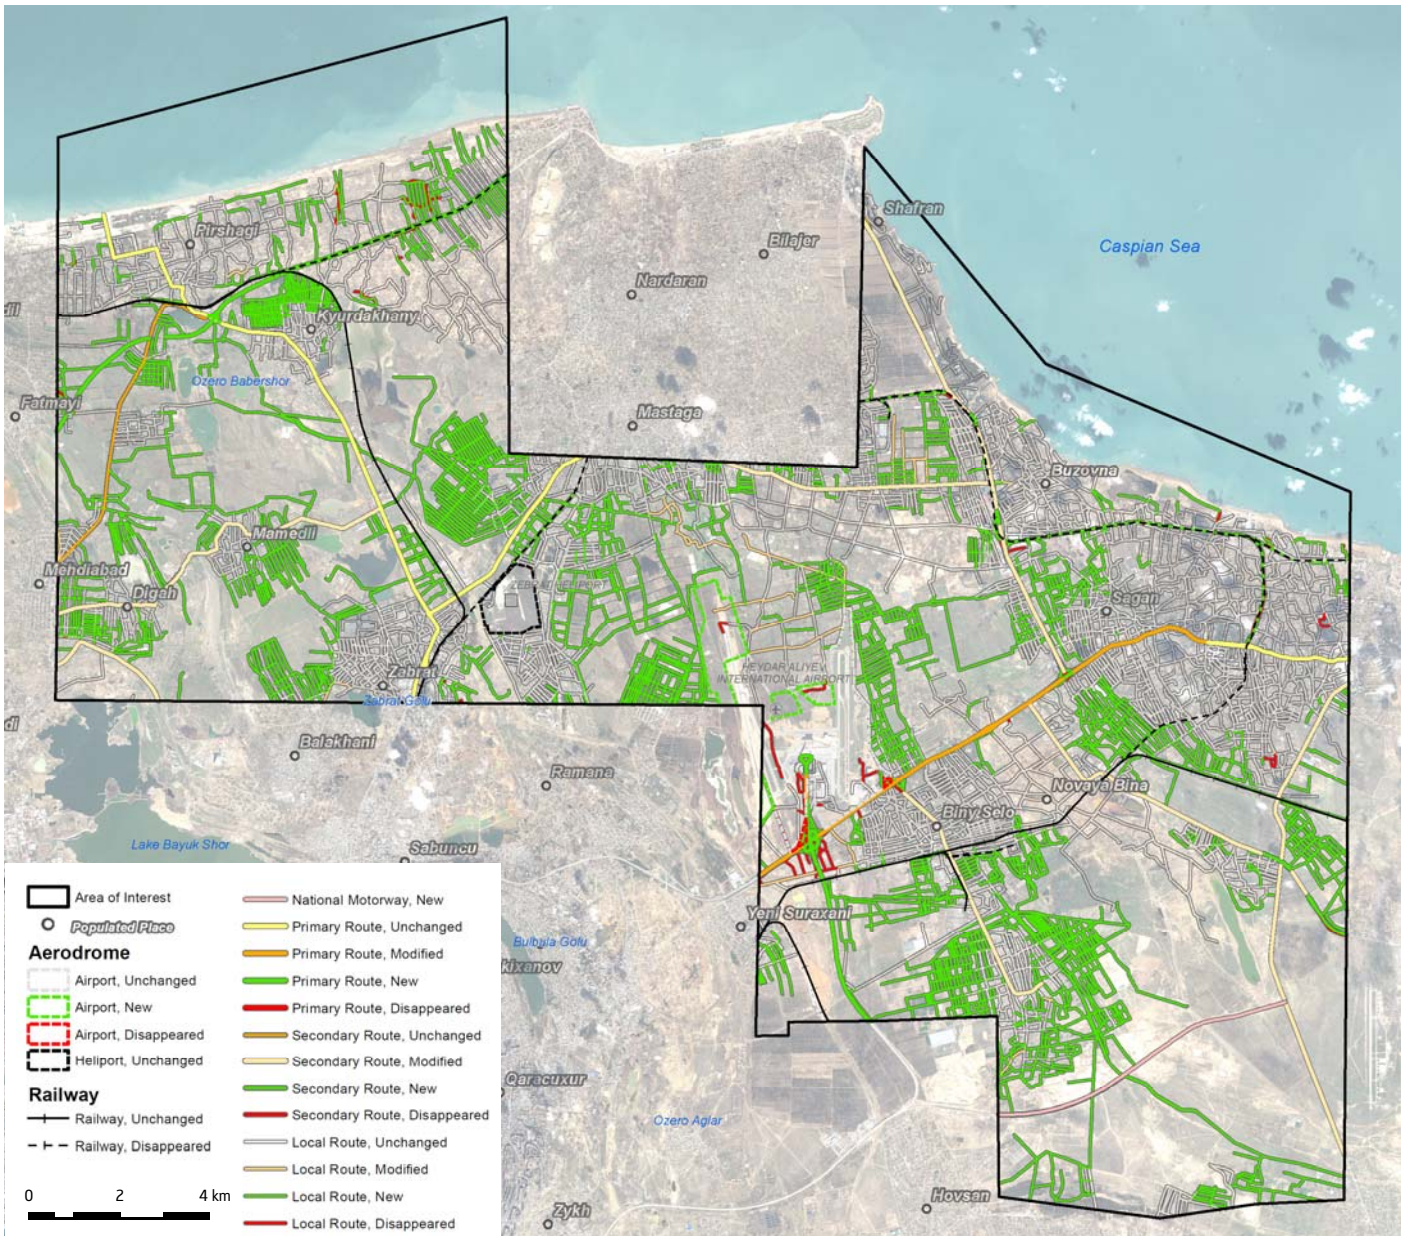 Shafran
Caspian Sea
Pirshagi
Bilajer
Nardaran
Kyurdakhany
Ozero Babershor
Fatmayi
Mastaga
Buzovna
Mamedli
Mehdiabad
ZEBRAT HELIPORT
Digah
Sagan
HEYDAR ALIYEV
INTERNATIONAL AIRPORT
Zabrat
Zabrat Golu
Balakhani
Ramana
Novaya Bina
Biny Selo
Lake Bayuk Shor
Sabuncu
Yeni Suraxani
Bulbula Golu
kixanov
Qaracuxur
Ozero Aglar
Hovsan
Zykh
Area of Interest
Populated Place
Aerodrome
Airport, Unchanged
Airport, New
Airport, Disappeared
Heliport, Unchanged
Railway
Railway, Unchanged
Railway, Disappeared
0 2 4 km
National Motorway, New
Primary Route, Unchanged
Primary Route, Modified
Primary Route, New
Primary Route, Disappeared
Secondary Route, Unchanged
Secondary Route, Modified
Secondary Route, New
Secondary Route, Disappeared
Local Route, Unchanged
Local Route, Modified
Local Route, New
Local Route, Disappeared